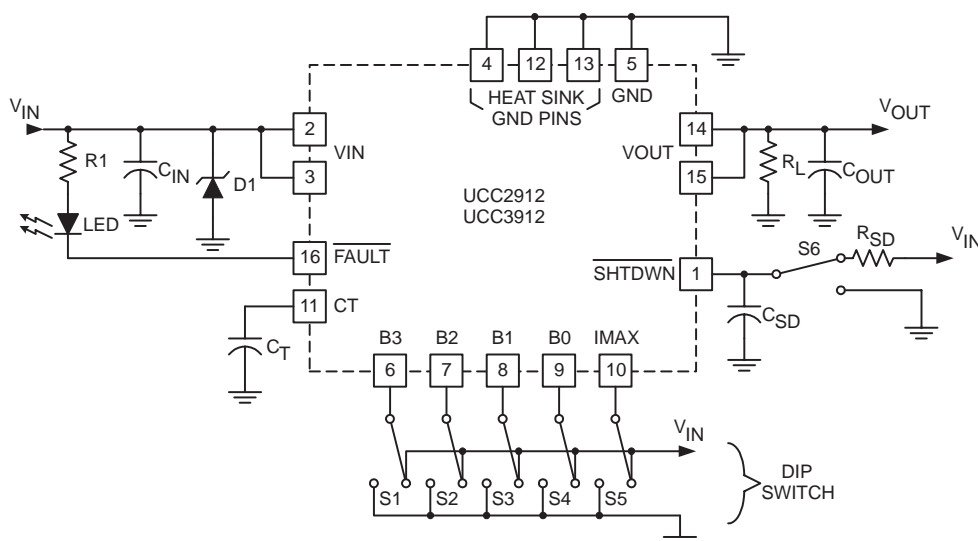 4 12 13 5
HEAT SINK GND PINS
GND
VIN
R1
CIN
D1
LED
2
VIN
3
16
FAULT
11
CT
CT
UCC2912
UCC3912
14
VOUT
15
VOUT
RL
COUT
1
SHTDWN
S6
RSD
VIN
CSD
B3 B2 B1 B0 IMAX
6 7 8 9 10
VIN
S1 S2 S3 S4 S5
DIP
SWITCH